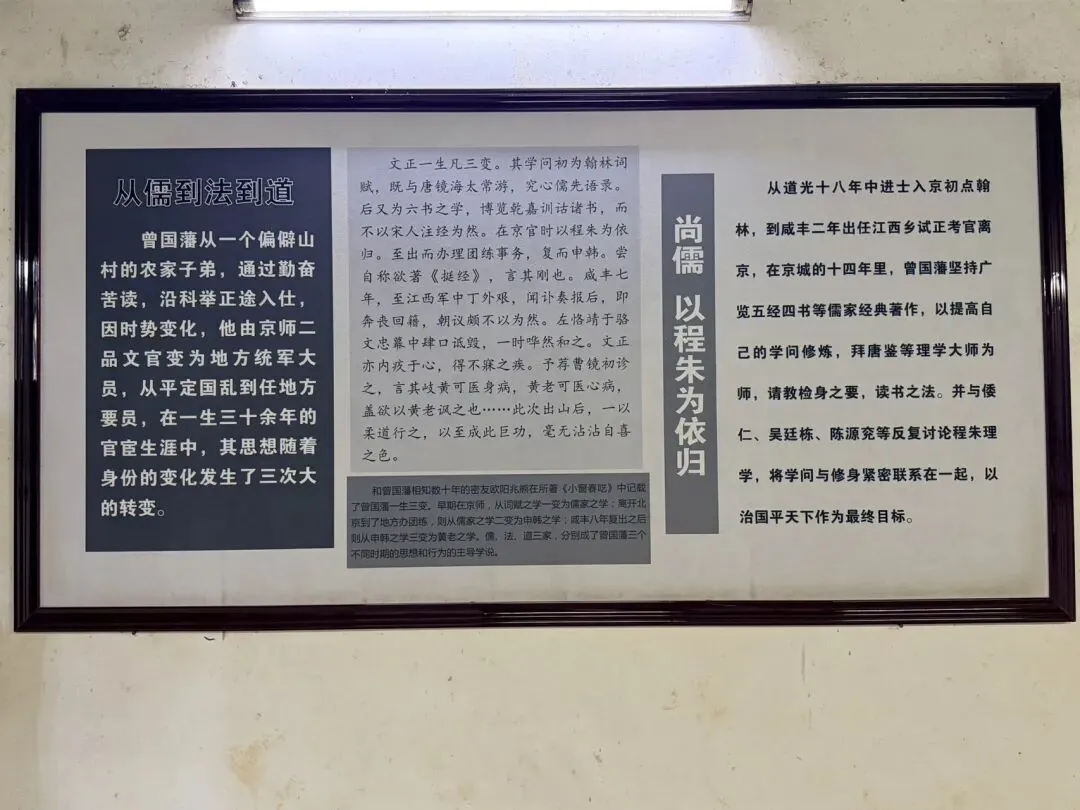 从儒到法到道
曾国藩从一个偏僻山
村的农家子弟，通过勤奋
苦读，沿科举正途入仕，
因时势变化，他由京师二
品文官变为地方统军大
员，从平定国乱到任地方
要员，在一生三十余年的
官宦生涯中，其思想随着
身份的变化发生了三次大
的转变。
文正一生凡三变。其学问初为翰林词
赋，既与唐镜海太常游，究心儒先语录。
后又为六书之学，博览乾嘉训诂诸书，而
不以宋人注经为然。在京官时以程朱为依
归。至出而办理团练事务，复而申韩。尝
自称欲著《挺经》，言其刚也。咸丰七
年，至江西军中丁外艰，闻讣奏报后，即
奔丧回籍，朝议颇不以为然。左恪靖于骆
文忠幕中肆口诋毁，一时哗然和之。文正
亦内疚于心，得不寐之疾。予荐曹镜初诊
之，言其岐黄可医身病，黄老可医心病，
盖欲以黄老讽之也……此次出山后，一以
柔道行之，以至成此巨功，毫无沾沾自喜
之色。
和曾国藩相知数十年的密友欧阳兆熊在所著《小窗春呓》中记载
了曾国藩一生三变。早期在京师，从词赋之学一变为儒家之学；离开北
京到了地方办团练，则从儒家之学二变为申韩之学；咸丰八年复出之后
则从申韩之学三变为黄老之学。儒、法、道三家，分别成了曾国藩三个
不同时期的思想和行为的主导学说。
尚儒 以程朱为依归
从道光十八年中进士入京初点翰
林，到咸丰二年出任江西乡试正考官离
京，在京城的十四年里，曾国藩坚持广
览五经四书等儒家经典著作，以提高自
己的学问修炼，拜唐鉴等理学大师为
师，请教检身之要，读书之法。并与倭
仁、吴廷栋、陈源兖等反复讨论程朱理
学，将学问与修身紧密联系在一起，以
治国平天下作为最终目标。